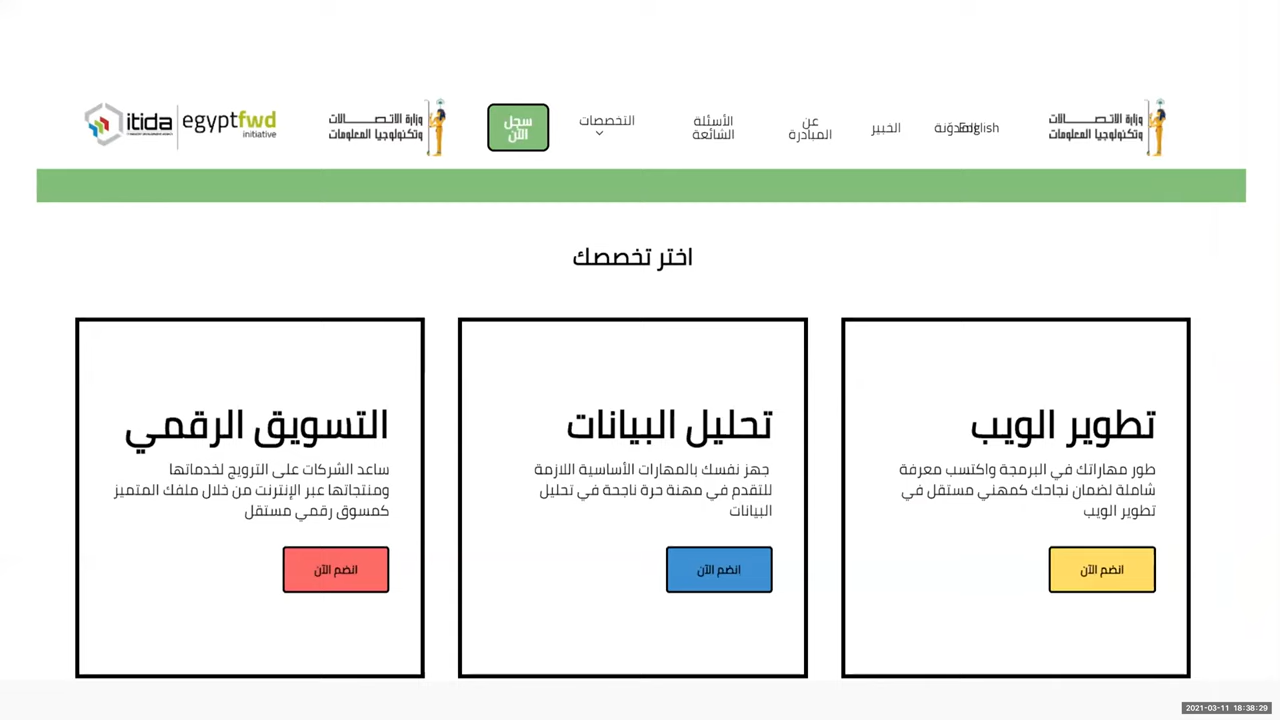 وزارة الاتـصـــالات
وتكنولوجيا المعلومات
English
المدوّنة
الخبير
عن
المبادرة
الأسئلة
الشائعة
التخصصات
سجل
الآن
وزارة الاتـصـــالات
وتكنولوجيا المعلومات
itida
egyptfwd
initiative
اختر تخصصك
تطوير الويب
طور مهاراتك في البرمجة واكتسب معرفة
شاملة لضمان نجاحك كمهني مستقل في
تطوير الويب
انضم الآن
تحليل البيانات
جهز نفسك بالمهارات الأساسية اللازمة
للتقدم في مهنة حرة ناجحة في تحليل
البيانات
انضم الآن
التسويق الرقمي
ساعد الشركات على الترويج لخدماتها
ومنتجاتها عبر الإنترنت من خلال ملفك المتميز
كمسوق رقمي مستقل
انضم الآن
2021-03-11 18:38:29